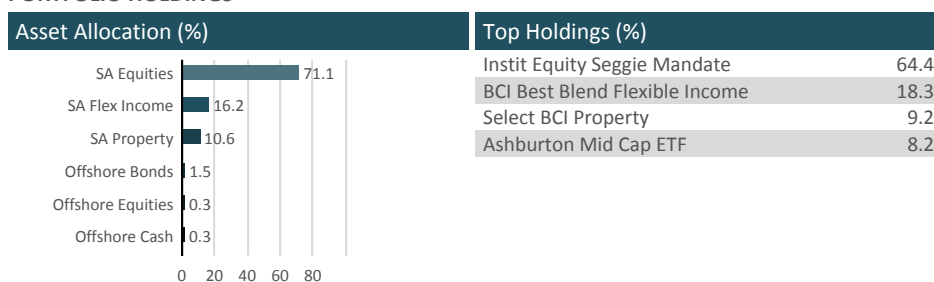 Asset Allocation (%)
SA Equities 71.1
SA Flex Income 16.2
SA Property 10.6
Offshore Bonds 1.5
Offshore Equities 0.3
Offshore Cash 0.3
0 20 40 60 80
Top Holdings (%)
Instit Equity Seggie Mandate 64.4
BCI Best Blend Flexible Income 18.3
Select BCI Property 9.2
Ashburton Mid Cap ETF 8.2